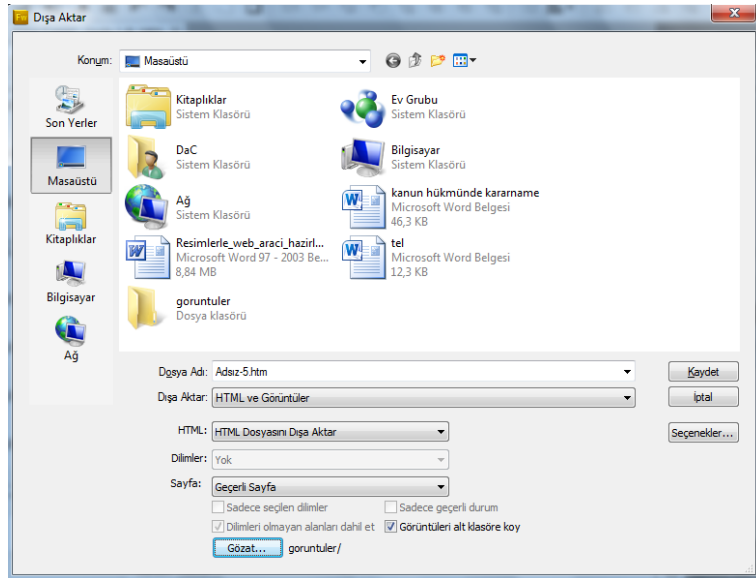 Fw Dışa Aktar
Konum: Masaüstü
Son Yerler
Masaüstü
Kitaplıklar
Bilgisayar
Ağ
Kitaplıklar
Sistem Klasörü
Ev Grubu
Sistem Klasörü
DaC
Sistem Klasörü
Bilgisayar
Sistem Klasörü
Ağ
Sistem Klasörü
kanun hükmünde kararname
Microsoft Word Belgesi
46,3 KB
Resimlerle_web_araci_hazirl...
Microsoft Word 97 - 2003 Be...
8,84 MB
tel
Microsoft Word Belgesi
12,3 KB
goruntuler
Dosya klasörü
Dosya Adı: Adsız-5.htm
Kaydet
Dışa Aktar: HTML ve Görüntüler
İptal
HTML: HTML Dosyasını Dışa Aktar
Seçenekler...
Dilimler: Yok
Sayfa: Geçerli Sayfa
Sadece seçilen dilimler
Sadece geçerli durum
Dilimleri olmayan alanları dahil et
Görüntüleri alt klasöre koy
Gözat... goruntuler/